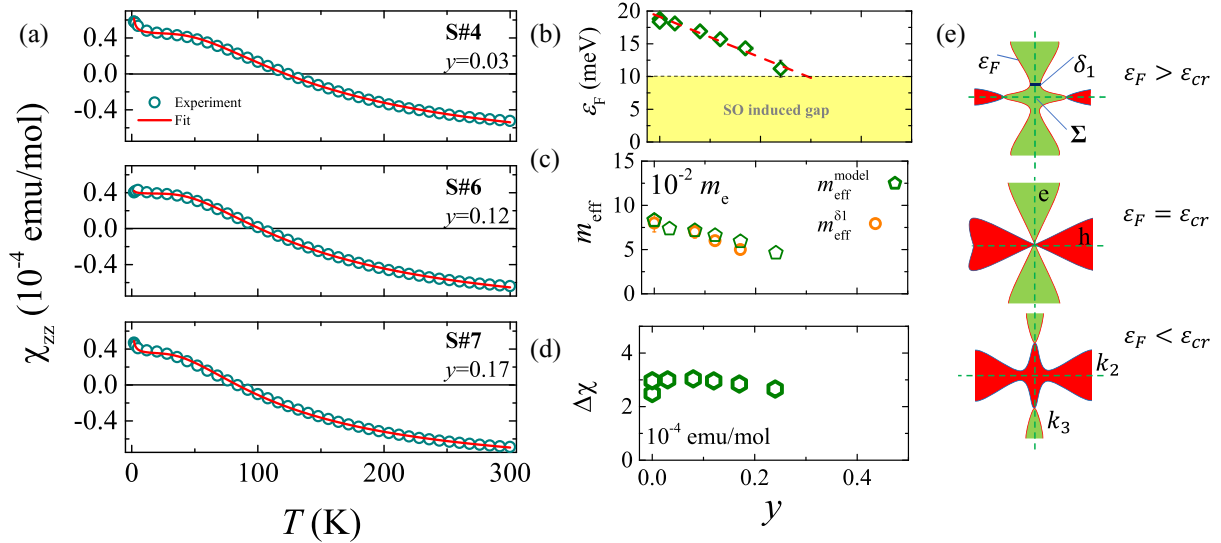 (a)
χzz (10-4 emu/mol)
0.4
0.0
-0.4
S#4
y=0.03
Experiment
Fit
0.4
0.0
-0.4
S#6
y=0.12
0.4
0.0
-0.4
S#7
y=0.17
0 100 200 300
T (K)
(b)
εF (meV)
20
15
10
5
0
SO induced gap
(c)
meff
15
10
5
0
10-2 me
meff model
meff δ1
(d)
Δχ
4
2
0
10-4 emu/mol
0.0 0.2 0.4
y
(e)
εF
δ1
Σ
εF > εcr
e
h
εF = εcr
εF < εcr
k2
k3